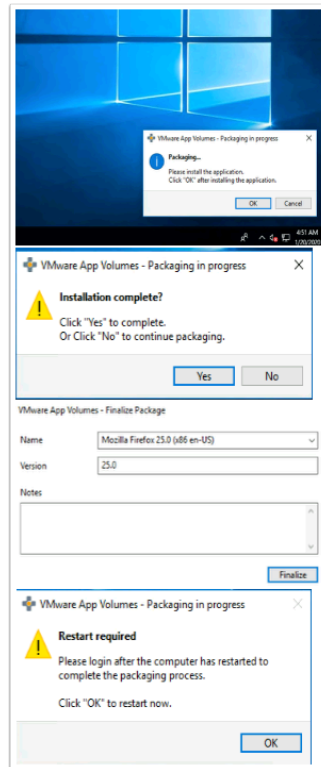 VMware App Volumes - Packaging in progress
Packaging...
Please install the application.
Click "OK" after installing the application.
OK Cancel
4:51 AM
1/20/2020
VMware App Volumes - Packaging in progress
Installation complete?
Click "Yes" to complete.
Or Click "No" to continue packaging.
Yes No
VMware App Volumes - Finalize Package
Name Mozilla Firefox 25.0 (x86 en-US)
Version 25.0
Notes
Finalize
VMware App Volumes - Packaging in progress
Restart required
Please login after the computer has restarted to
complete the packaging process.
Click "OK" to restart now.
OK